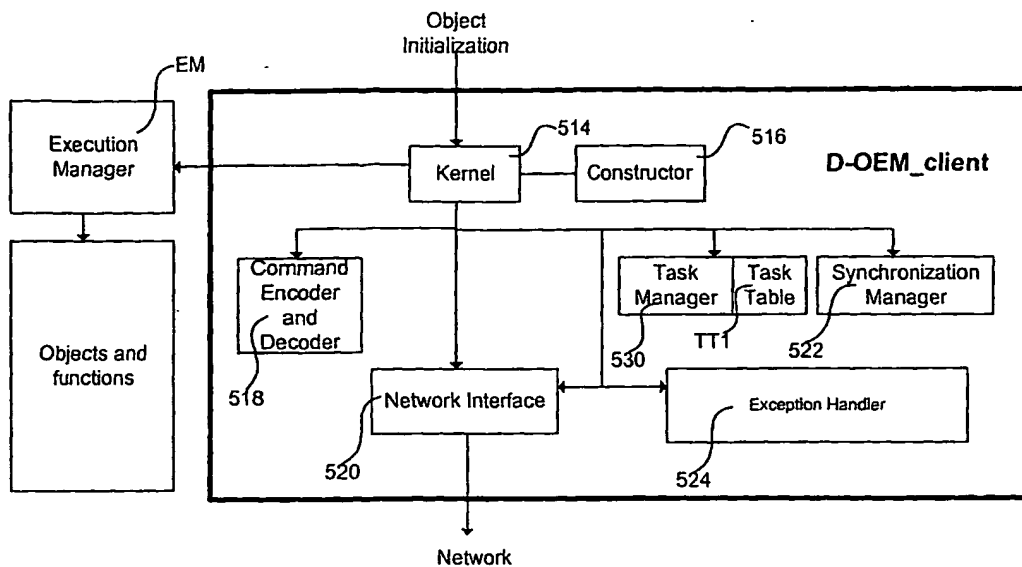 Object
Initialization
EM
Execution
Manager
514
516
Kernel
Constructor
D-OEM_client
Command
Encoder
and
Decoder
Task
Manager
Task
Table
Synchronization
Manager
TT1
530
522
Objects and
functions
518
Network Interface
Exception Handler
520
524
Network